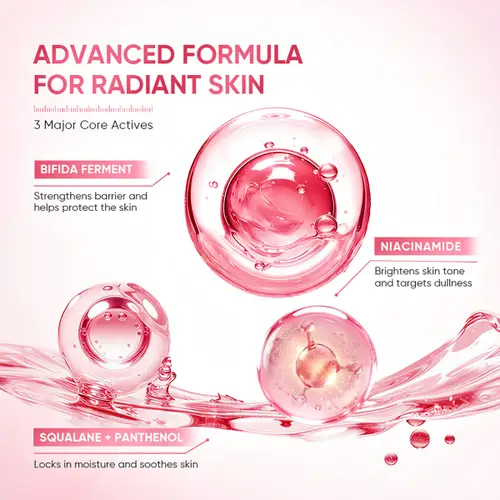 ADVANCED FORMULA
FOR RADIANT SKIN
3 Major Core Actives
BIFIDA FERMENT
Strengthens barrier and
helps protect the skin
NIACINAMIDE
Brightens skin tone
and targets dullness
SQUALANE + PANTHENOL
Locks in moisture and soothes skin